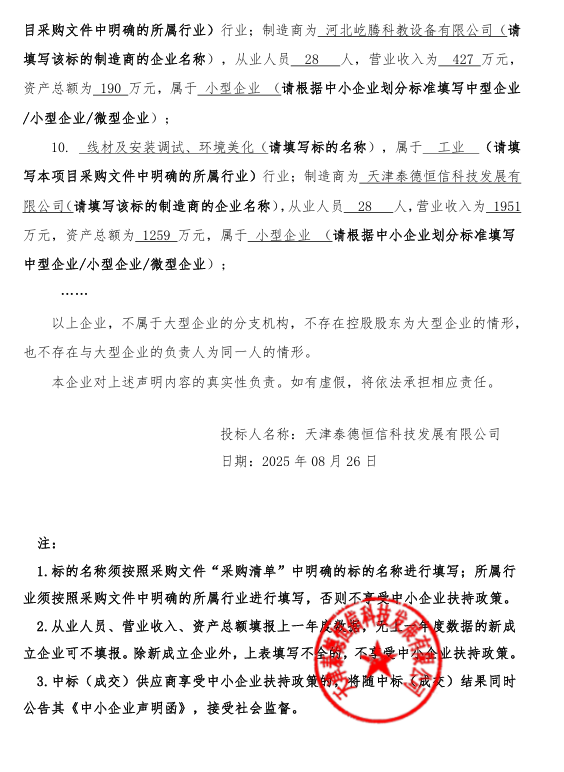 目采购文件中明确的所属行业）行业；制造商为 河北屹腾科教设备有限公司（请
填写该标的制造商的企业名称），从业人员 28 人，营业收入为 427 万元，
资产总额为 190 万元，属于 小型企业 （请根据中小企业划分标准填写中型企业
/小型企业/微型企业）；
10. 线材及安装调试、环境美化（请填写标的名称），属于 工业 （请填
写本项目采购文件中明确的所属行业）行业；制造商为 天津泰德恒信科技发展有
限公司（请填写该标的制造商的企业名称），从业人员 28 人，营业收入为 1951
万元，资产总额为 1259 万元，属于 小型企业 （请根据中小企业划分标准填写
中型企业/小型企业/微型企业）；
……
以上企业，不属于大型企业的分支机构，不存在控股股东为大型企业的情形，
也不存在与大型企业的负责人为同一人的情形。
本企业对上述声明内容的真实性负责。如有虚假，将依法承担相应责任。
投标人名称：天津泰德恒信科技发展有限公司
日期：2025 年 08 月 26 日
注：
1.标的名称须按照采购文件“采购清单”中明确的标的名称进行填写；所属行
业须按照采购文件中明确的所属行业进行填写，否则不享受中小企业扶持政策。
2.从业人员、营业收入、资产总额填报上一年度数据，无上一年度数据的新成
立企业可不填报。除新成立企业外，上表填写不全的，不享受中小企业扶持政策。
3.中标（成交）供应商享受中小企业扶持政策的，将随中标（成交）结果同时
公告其《中小企业声明函》，接受社会监督。
天津泰德恒信科技发展有限公司